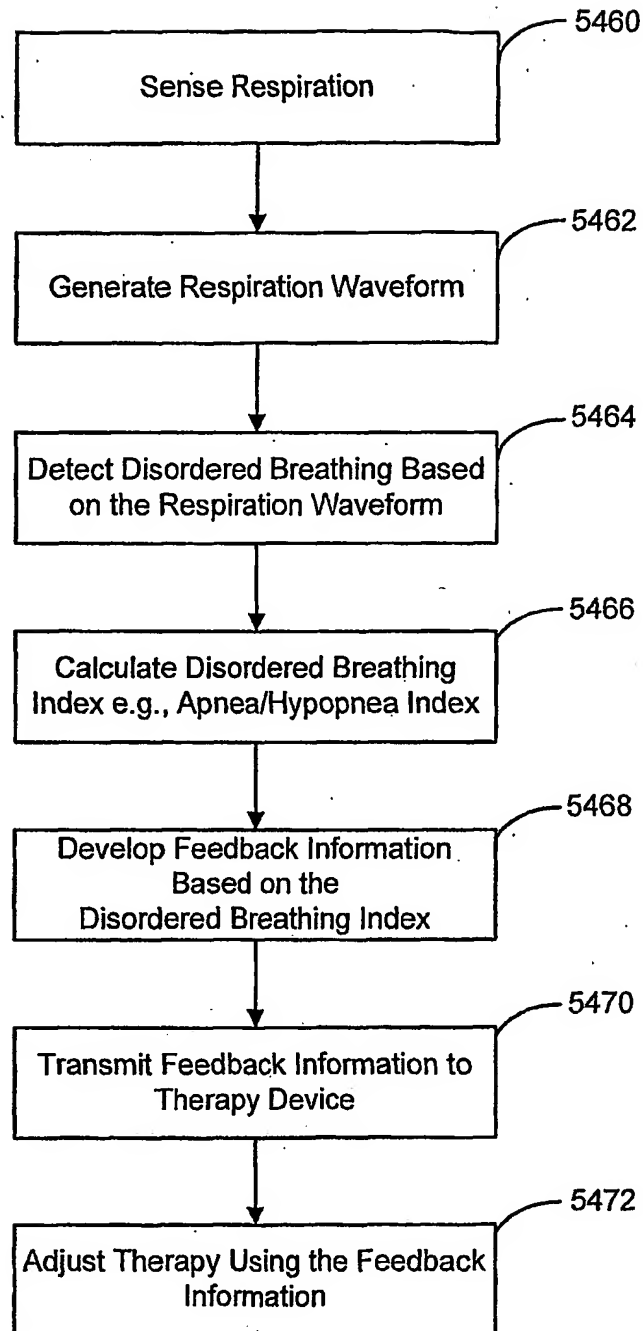 5460
Sense Respiration
5462
Generate Respiration Waveform
5464
Detect Disordered Breathing Based
on the Respiration Waveform
5466
Calculate Disordered Breathing
Index e.g., Apnea/Hypopnea Index
5468
Develop Feedback Information
Based on the
Disordered Breathing Index
5470
Transmit Feedback Information to
Therapy Device
5472
Adjust Therapy Using the Feedback
Information